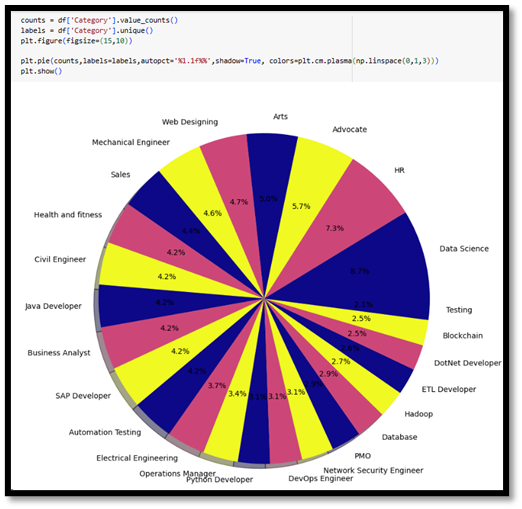 counts = df['Category'].value_counts()
labels = df['Category'].unique()
plt.figure(figsize=(15,10))
plt.pie(counts,labels=labels,autopct='%1.1f%%',shadow=True, colors=plt.cm.plasma(np.linspace(0,1,3)))
plt.show()
Arts
Web Designing
Advocate
Mechanical Engineer
HR
Sales
Health and fitness
Data Science
Civil Engineer
Java Developer
Testing
Blockchain
Business Analyst
DotNet Developer
SAP Developer
ETL Developer
Hadoop
Automation Testing
Database
Electrical Engineering
PMO
Operations Manager
Network Security Engineer
Python Developer
DevOps Engineer
5.7%
4.7%
4.6%
7.3%
4.2%
8.7%
4.2%
4.2%
4.2%
2.5%
2.5%
4.2%
2.7%
2.9%
3.7%
3.4%
3.1%
3.1%